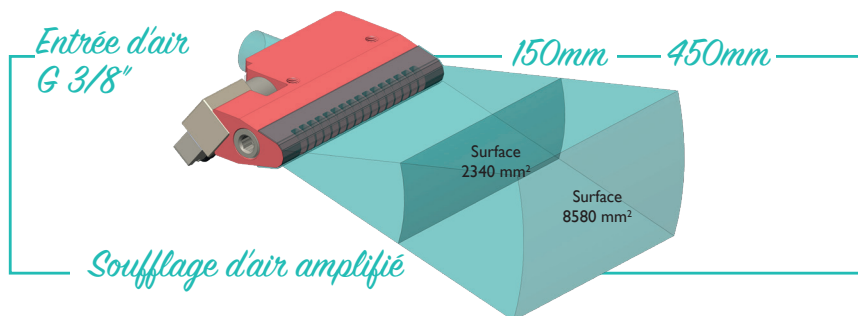 Entrée d'air
G 3/8"
150mm
450mm
Surface
2340 mm²
Surface
8580 mm²
Soufflage d'air amplifié